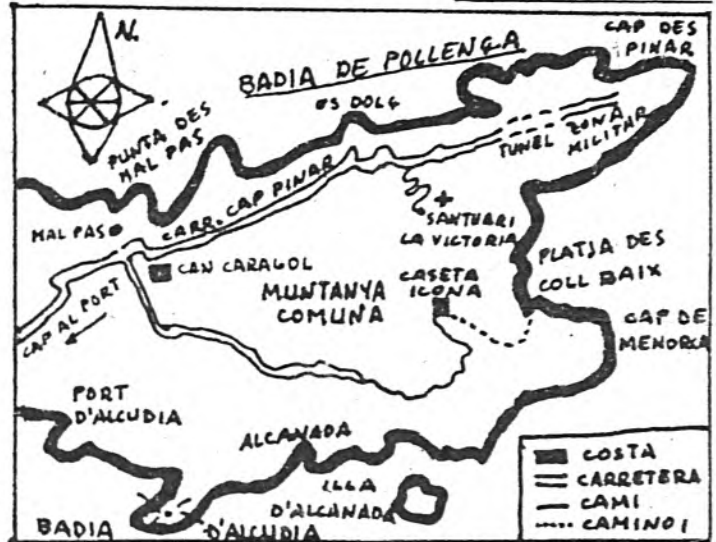 N.
CAP DES
PINAR
BADIA DE POLLENÇA
ES DOLÇ
PUNTA DES
MAL PAS
TUNEL ZONA
MILITAR
CARR. CAP PINAR
MAL PAS
SANTUARI
LA VICTORIA
PLATJA DES
COLL BAIX
CAN CARAGOL
CASETA
ICONA
MUNTANYA
COMUNA
CAP DE
MENORCA
CAP AL PORT
PORT
D'ALCUDIA
ALCANADA
ILLA
D'ALCANADA
BADIA
D'ALCUDIA
COSTA
CARRETERA
CAMI
CAMINOI